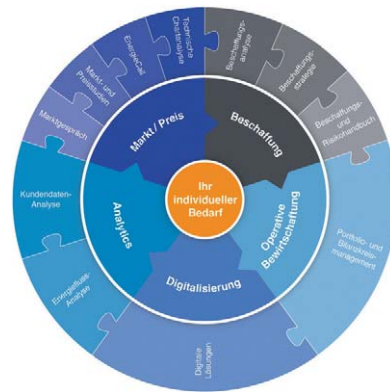 Technische
Chartanalyse
EnergieCall
Markt- und
Preisstudien
Marktgespräch
Kundendaten-
Analyse
Energiefluss-
Analyse
Digitale
Lösungen
Portfolio- und
Bilanzkreis-
management
Beschaffungs-
und
Risikohandbuch
Beschaffungs-
strategie
Beschaffungs-
analyse
Markt / Preis
Beschaffung
Operative
Bewirtschaftung
Digitalisierung
Analytics
Ihr
individueller
Bedarf